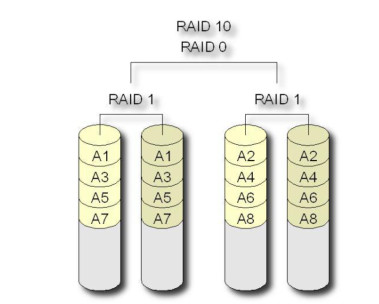 RAID 10
RAID 0
RAID 1 RAID 1
A1 A1 A2 A2
A3 A3 A4 A4
A5 A5 A6 A6
A7 A7 A8 A8